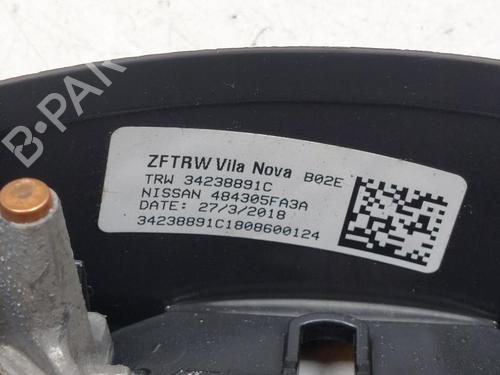 B-PAR
ZFTRW Vila Nova B02E
TRW 34238891C
NISSAN 484305FA3A
DATE: 27/3/2018
34238891C1808600124